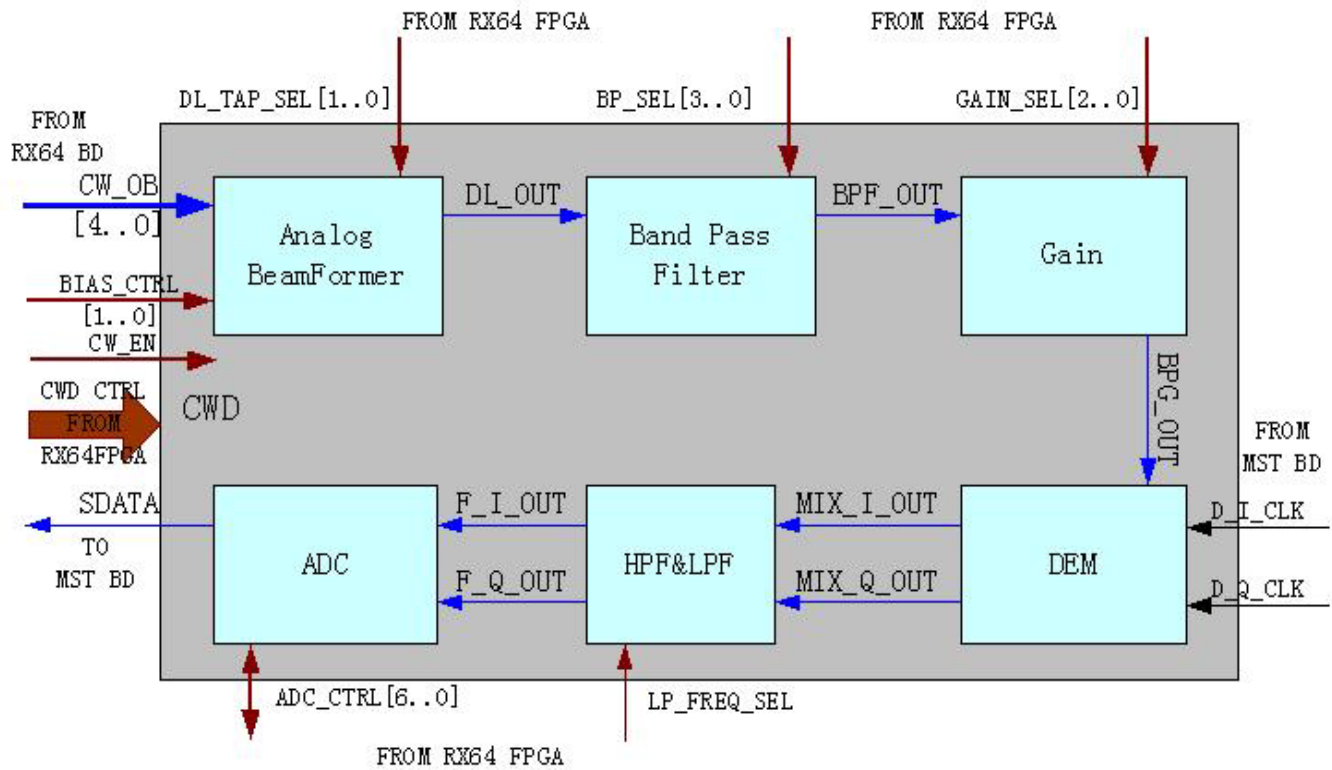 FROM RX64 FPGA
FROM RX64 FPGA
DL_TAP_SEL[1..0]
BP_SEL[3..0]
GAIN_SEL[2..0]
FROM
RX64 BD
CW_OB
[4..0]
BIAS_CTRL
[1..0]
CW_EN
CWD CTRL
FROM
RX64FPGA
CWD
Analog
BeamFormer
DL_OUT
Band Pass
Filter
BPF_OUT
Gain
BPG_OUT
FROM
MST BD
D_I_CLK
D_Q_CLK
DEM
MIX_I_OUT
MIX_Q_OUT
HPF&LPF
F_I_OUT
F_Q_OUT
ADC
SDATA
TO
MST BD
ADC_CTRL[6..0]
LP_FREQ_SEL
FROM RX64 FPGA